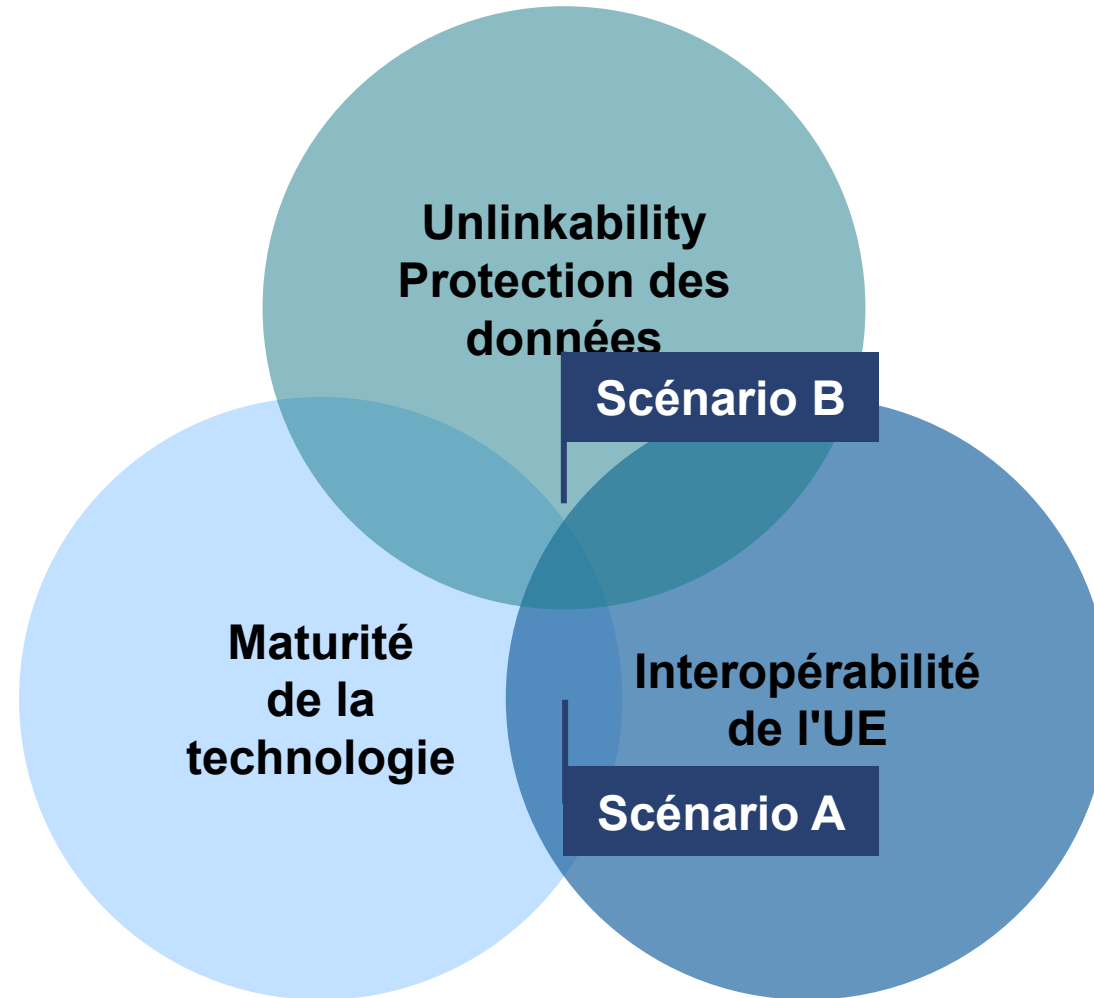 Unlinkability
Protection des
données
Scénario B
Maturité
de la
technologie
Interopérabilité
de l'UE
Scénario A